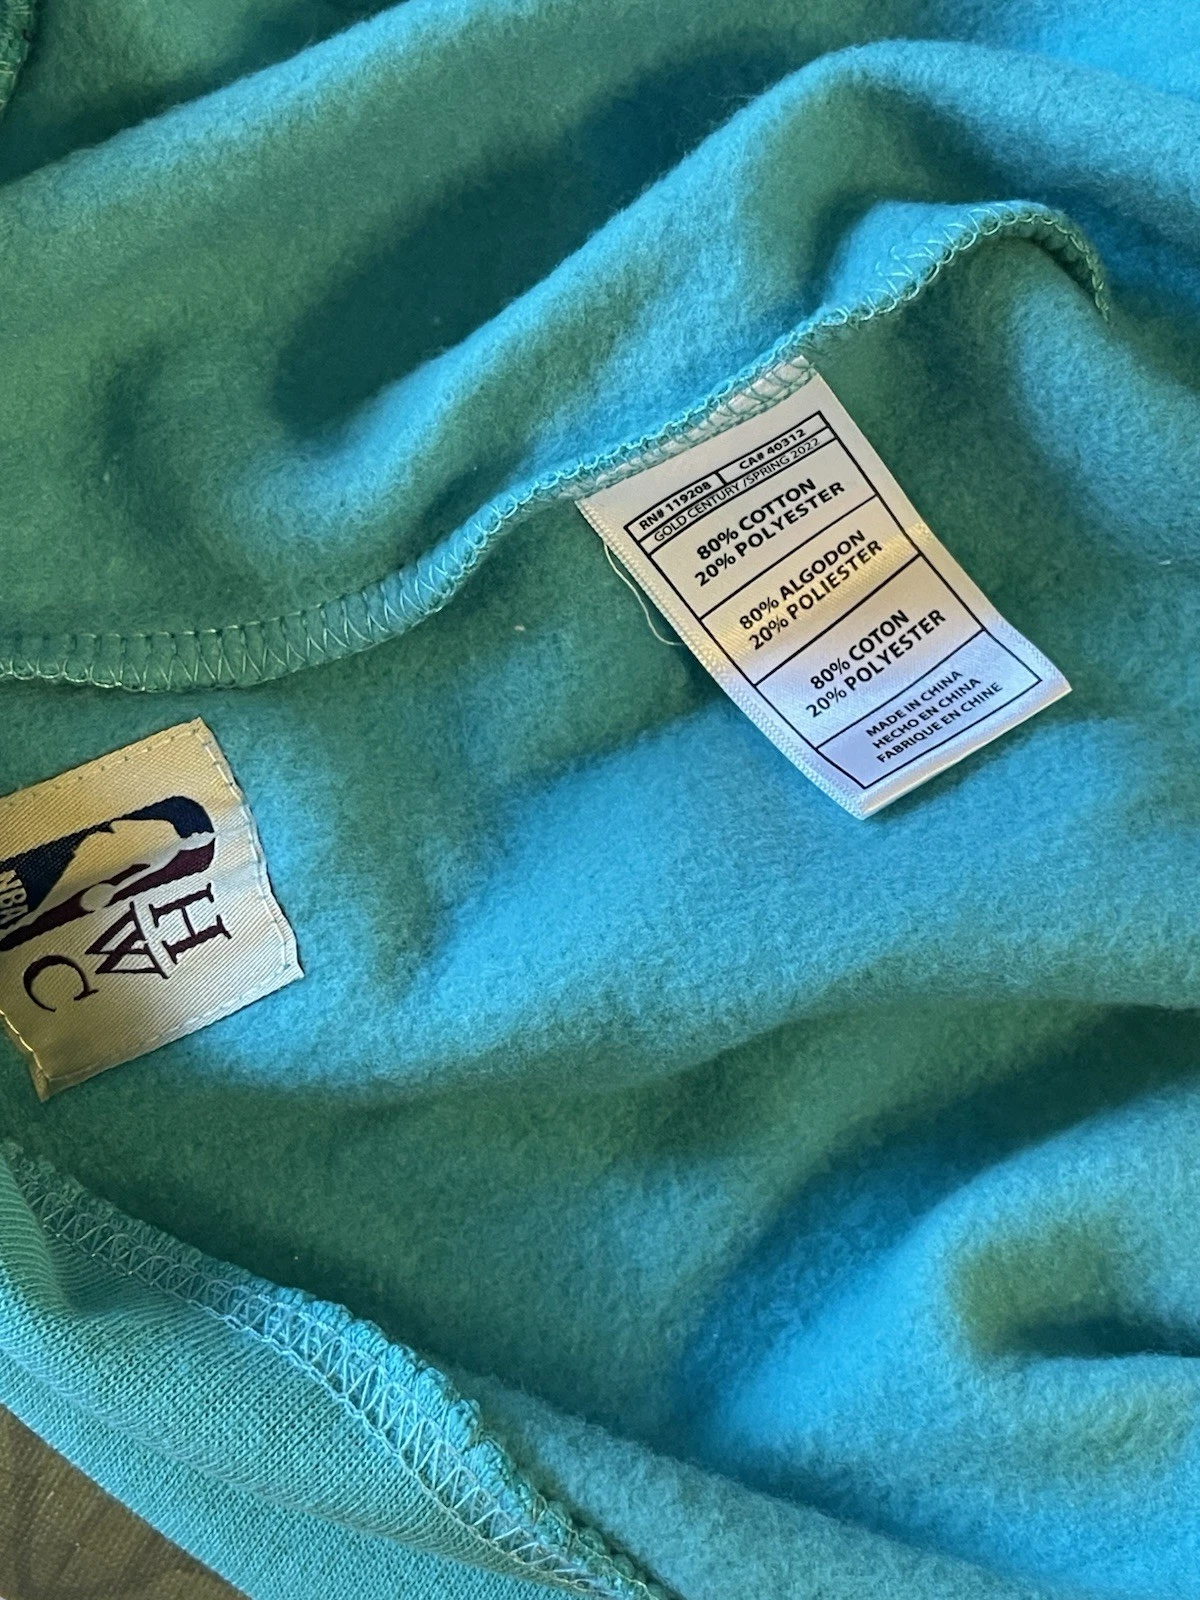 RN# 119208 CA# 40312
GOLD CENTURY /SPRING 2022
80% COTTON
20% POLYESTER
80% ALGODON
20% POLIESTER
80% COTON
20% POLYESTER
MADE IN CHINA
HECHO EN CHINA
FABRIQUE EN CHINE
NBA
H
W
C